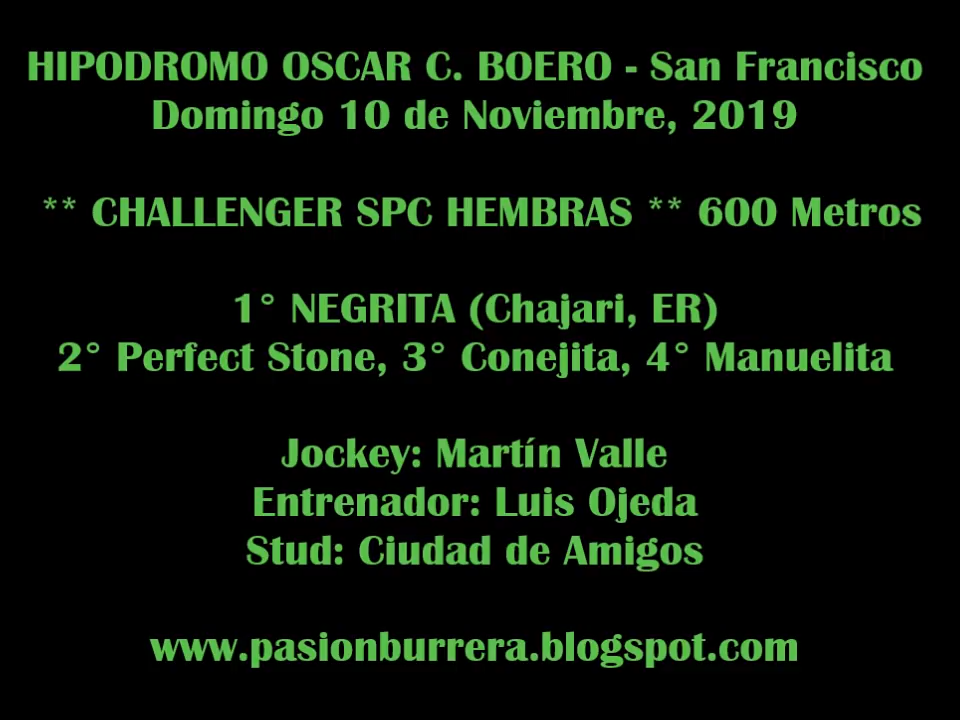 HIPODROMO OSCAR C. BOERO - San Francisco
Domingo 10 de Noviembre, 2019
** CHALLENGER SPC HEMBRAS ** 600 Metros
1° NEGRITA (Chajari, ER)
2° Perfect Stone, 3° Conejita, 4° Manuelita
Jockey: Martín Valle
Entrenador: Luis Ojeda
Stud: Ciudad de Amigos
www.pasionburrera.blogspot.com